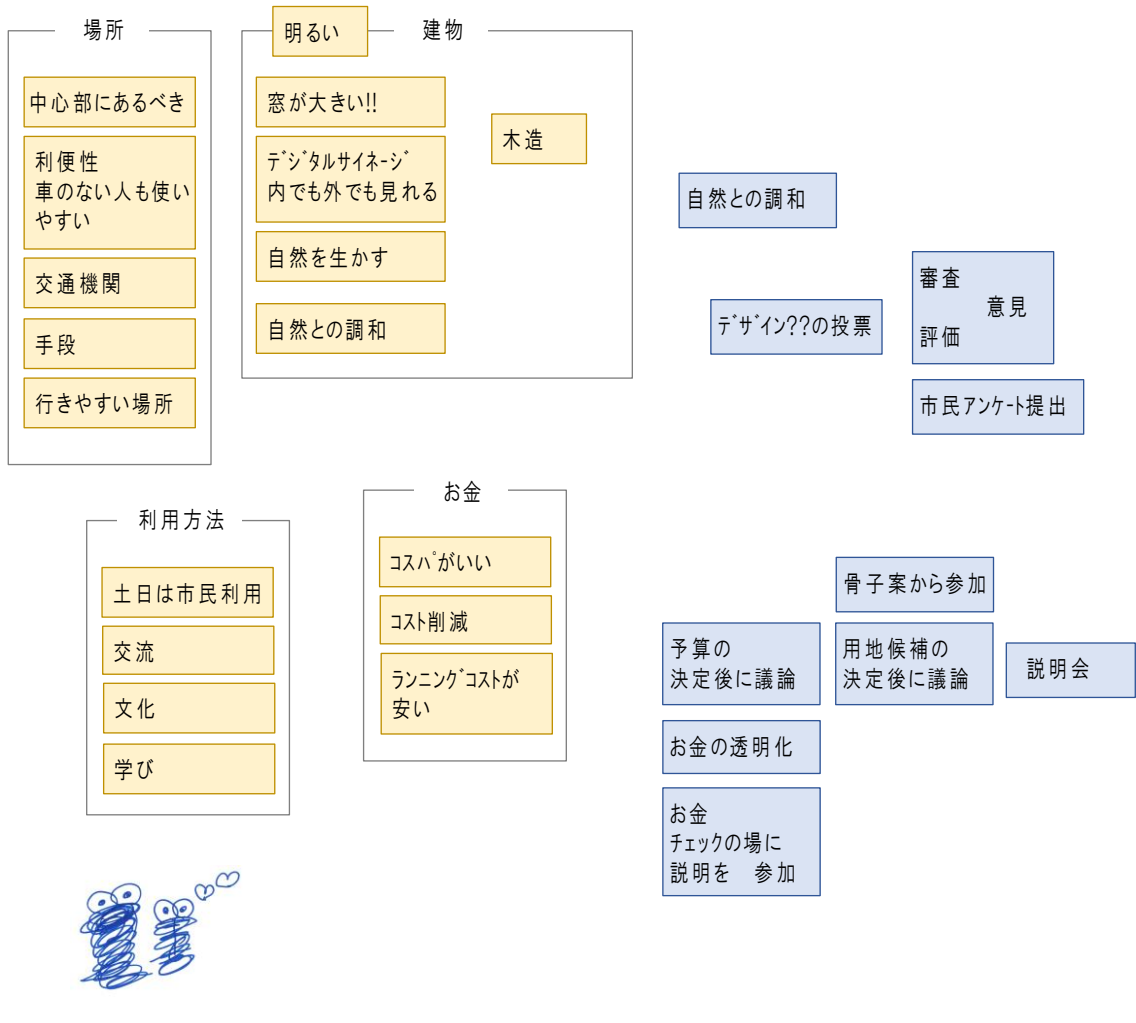 場所
中心部にあるべき
利便性
車のない人も使い
やすい
交通機関
手段
行きやすい場所
建物
明るい
窓が大きい!!
ﾃﾞｼﾞﾀﾙｻｲﾈｰｼﾞ
内でも外でも見れる
自然を生かす
自然との調和
木造
自然との調和
ﾃﾞｻﾞｲﾝ??の投票
審査
意見
評価
市民ｱﾝｹｰﾄ提出
利用方法
土日は市民利用
交流
文化
学び
お金
ｺｽﾊﾟがいい
ｺｽﾄ削減
ﾗﾝﾆﾝｸﾞｺｽﾄが
安い
骨子案から参加
予算の
決定後に議論
用地候補の
決定後に議論
説明会
お金の透明化
お金
ﾁｪｯｸの場に
説明を　参加